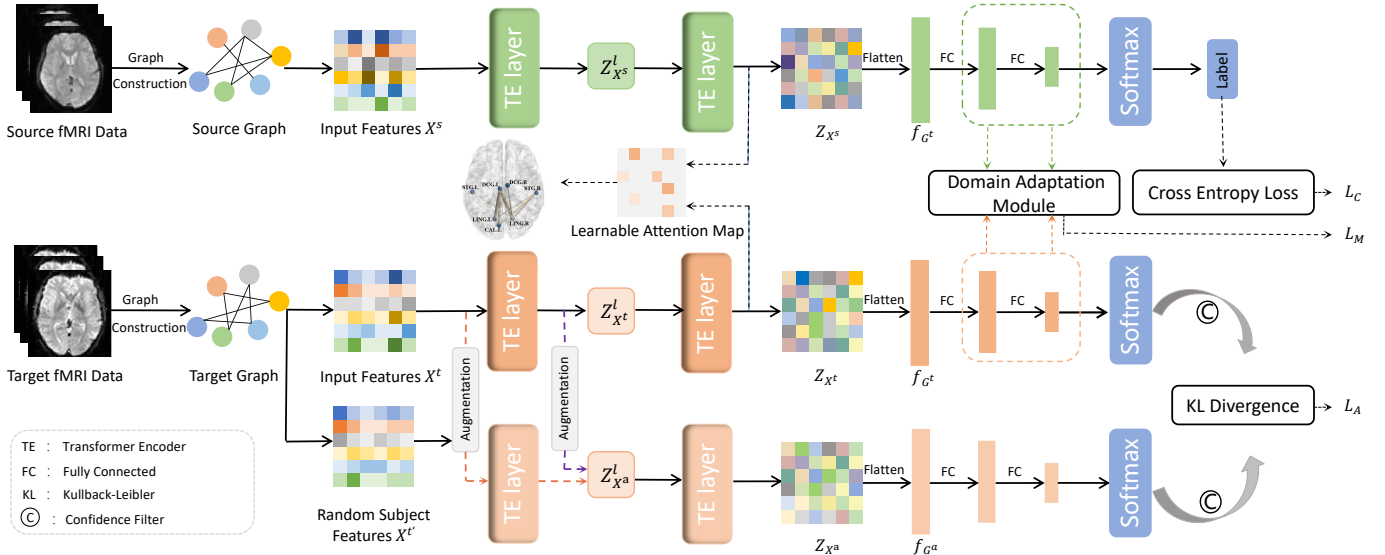 Source fMRI Data
Graph
Construction
Source Graph
Input Features X^s
TE layer
Z^l_{X^s}
TE layer
Z_{X^s}
Flatten
f_{G^t}
FC
FC
Softmax
Label
STG.L
DCG.L
DCG.R
STG.R
LING.L
LING.R
CAL.L
Learnable Attention Map
Domain Adaptation
Module
Cross Entropy Loss
L_C
L_M
Target fMRI Data
Graph
Construction
Target Graph
Input Features X^t
TE layer
Z^l_{X^t}
TE layer
Z_{X^t}
Flatten
f_{G^t}
FC
FC
Softmax
©
Augmentation
Augmentation
KL Divergence
L_A
Random Subject
Features X^{t'}
TE layer
Z^l_{X^a}
TE layer
Z_{X^a}
Flatten
f_{G^a}
FC
FC
Softmax
©
TE : Transformer Encoder
FC : Fully Connected
KL : Kullback-Leibler
© : Confidence Filter